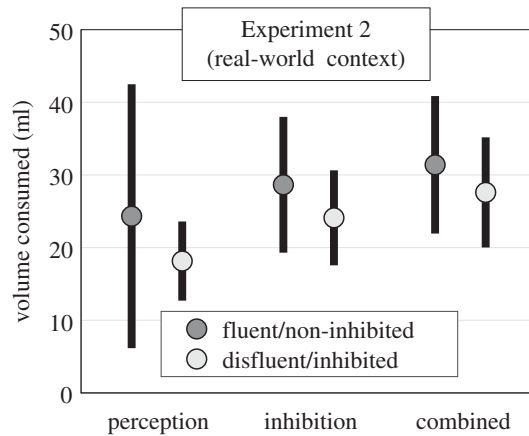 Experiment 2
(real-world context)
volume consumed (ml)
50
40
30
20
10
0
fluent/non-inhibited
disfluent/inhibited
perception inhibition combined